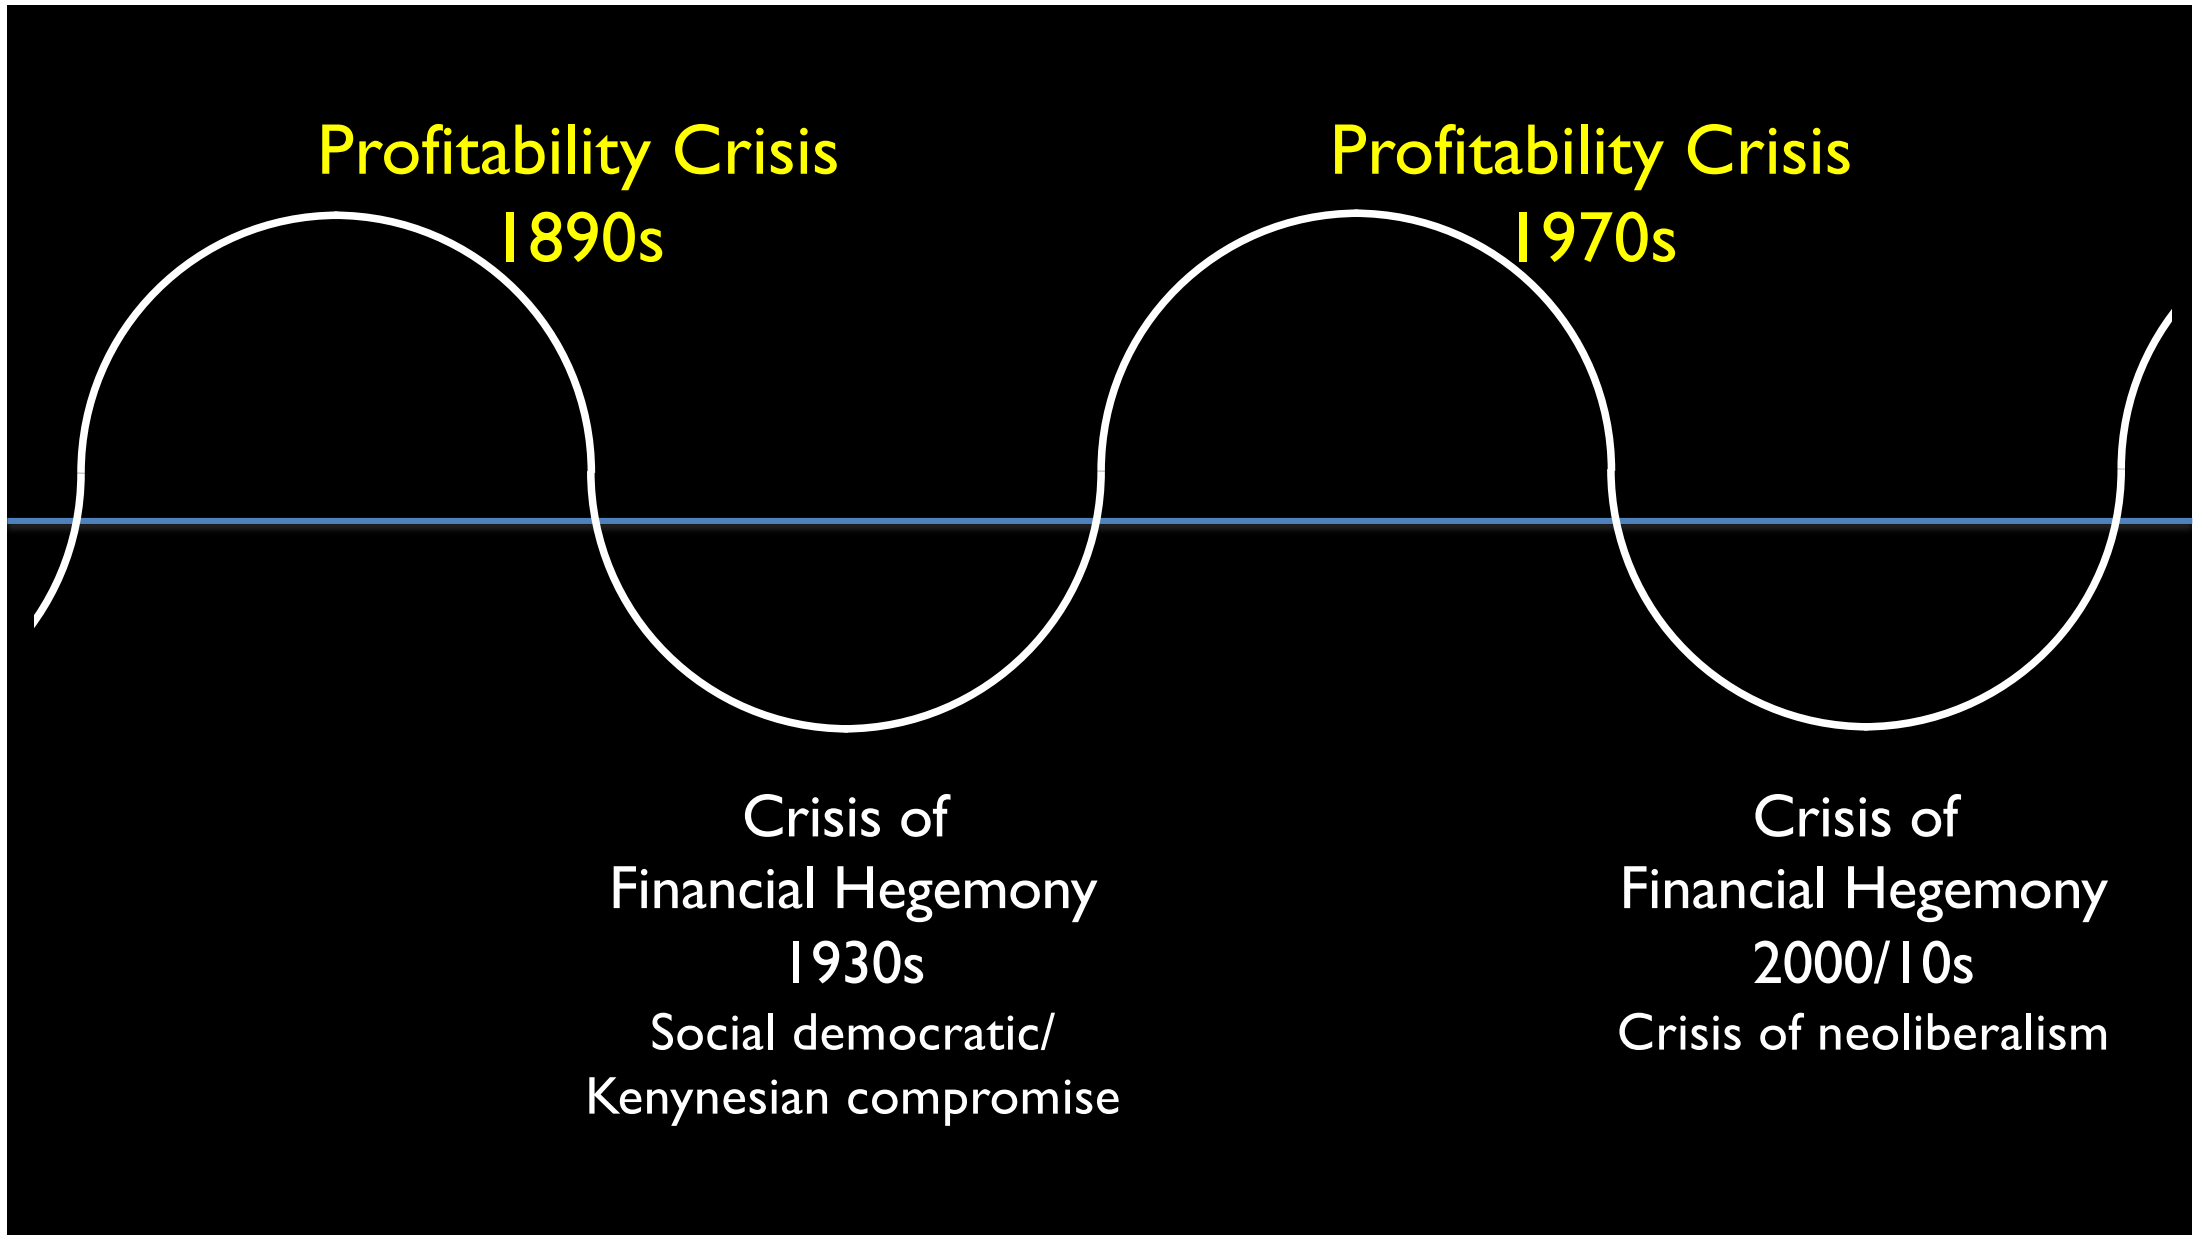 Profitability Crisis
1890s
Profitability Crisis
1970s
Crisis of
Financial Hegemony
1930s
Social democratic/
Kenynesian compromise
Crisis of
Financial Hegemony
2000/10s
Crisis of neoliberalism